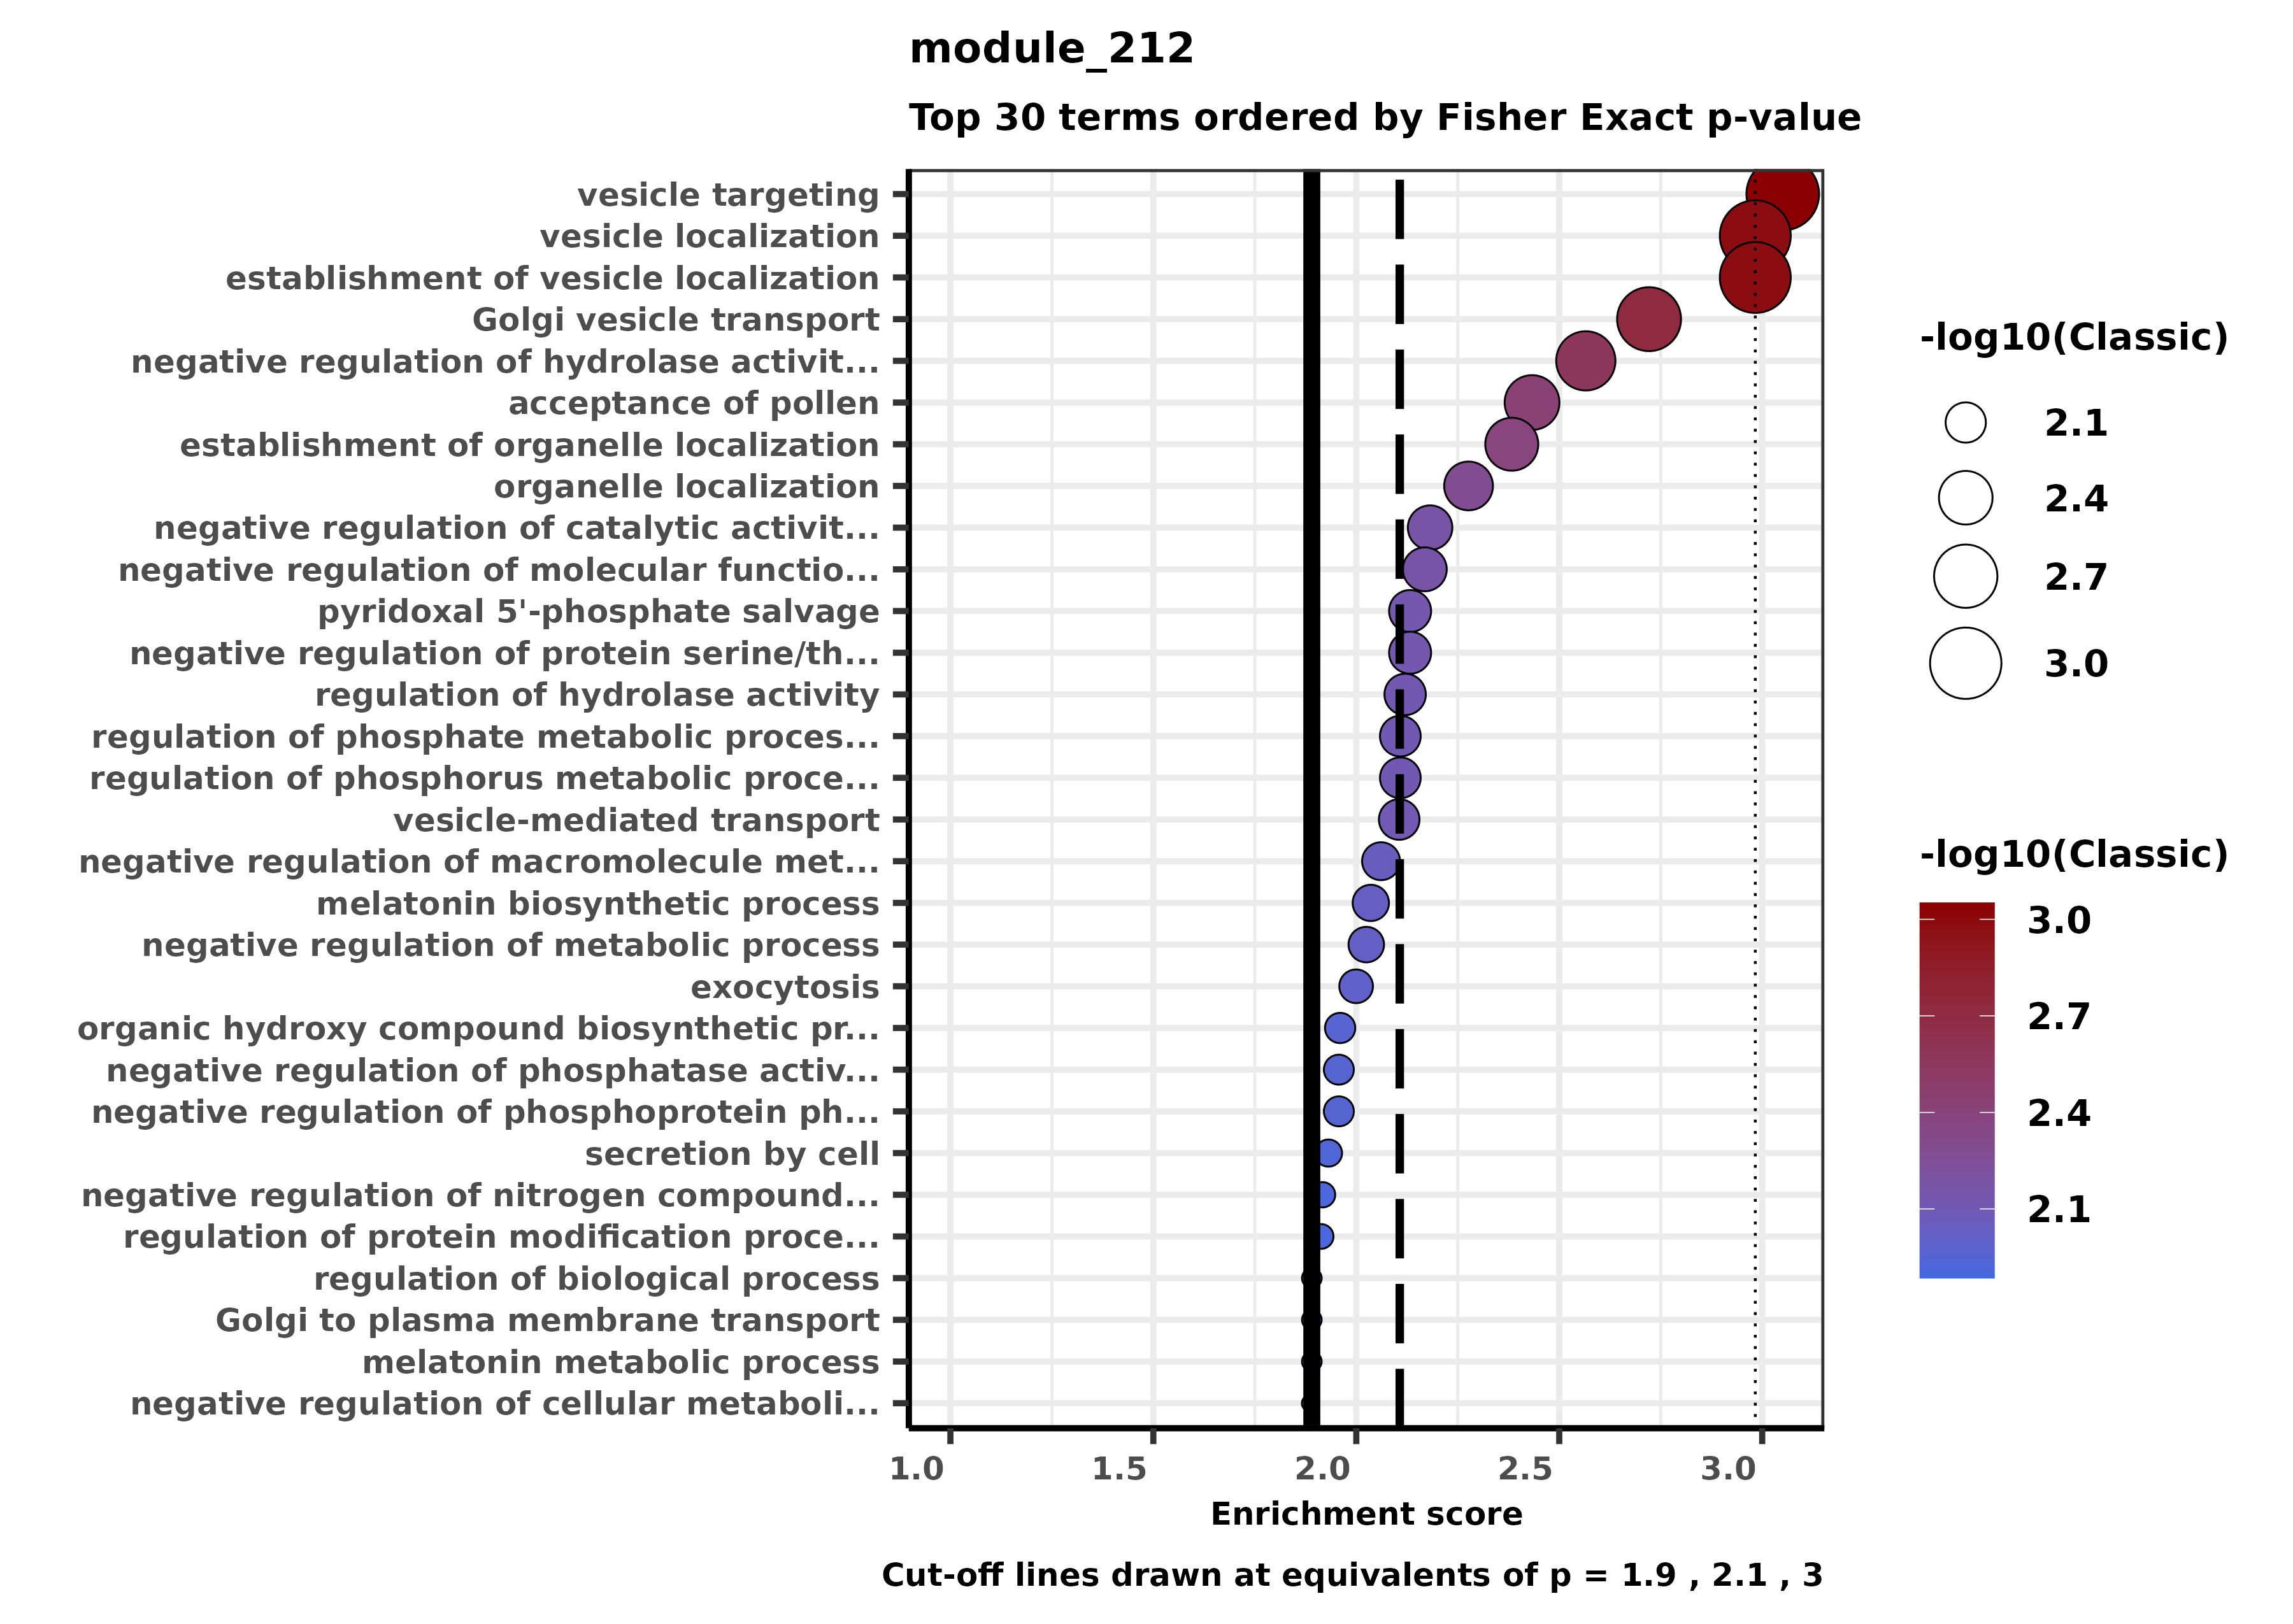 module_212
Top 30 terms ordered by Fisher Exact p-value
vesicle targeting
vesicle localization
establishment of vesicle localization
Golgi vesicle transport
negative regulation of hydrolase activit...
acceptance of pollen
establishment of organelle localization
organelle localization
negative regulation of catalytic activit...
negative regulation of molecular functio...
pyridoxal 5'-phosphate salvage
negative regulation of protein serine/th...
regulation of hydrolase activity
regulation of phosphate metabolic proces...
regulation of phosphorus metabolic proce...
vesicle-mediated transport
negative regulation of macromolecule met...
melatonin biosynthetic process
negative regulation of metabolic process
exocytosis
organic hydroxy compound biosynthetic pr...
negative regulation of phosphatase activ...
negative regulation of phosphoprotein ph...
secretion by cell
negative regulation of nitrogen compound...
regulation of protein modification proce...
regulation of biological process
Golgi to plasma membrane transport
melatonin metabolic process
negative regulation of cellular metaboli...
1.0 1.5 2.0 2.5 3.0
Enrichment score
Cut-off lines drawn at equivalents of p = 1.9 , 2.1 , 3
-log10(Classic)
2.1
2.4
2.7
3.0
-log10(Classic)
3.0
2.7
2.4
2.1